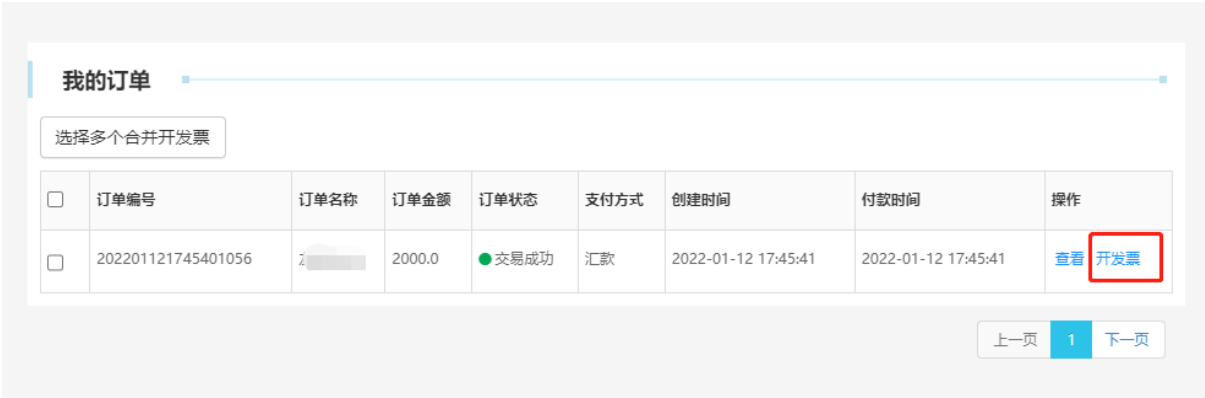 我的订单
选择多个合并开发票
订单编号 订单名称 订单金额 订单状态 支付方式 创建时间 付款时间 操作
202201121745401056 2000.0 交易成功 汇款 2022-01-12 17:45:41 2022-01-12 17:45:41 查看 开发票
上一页 1 下一页